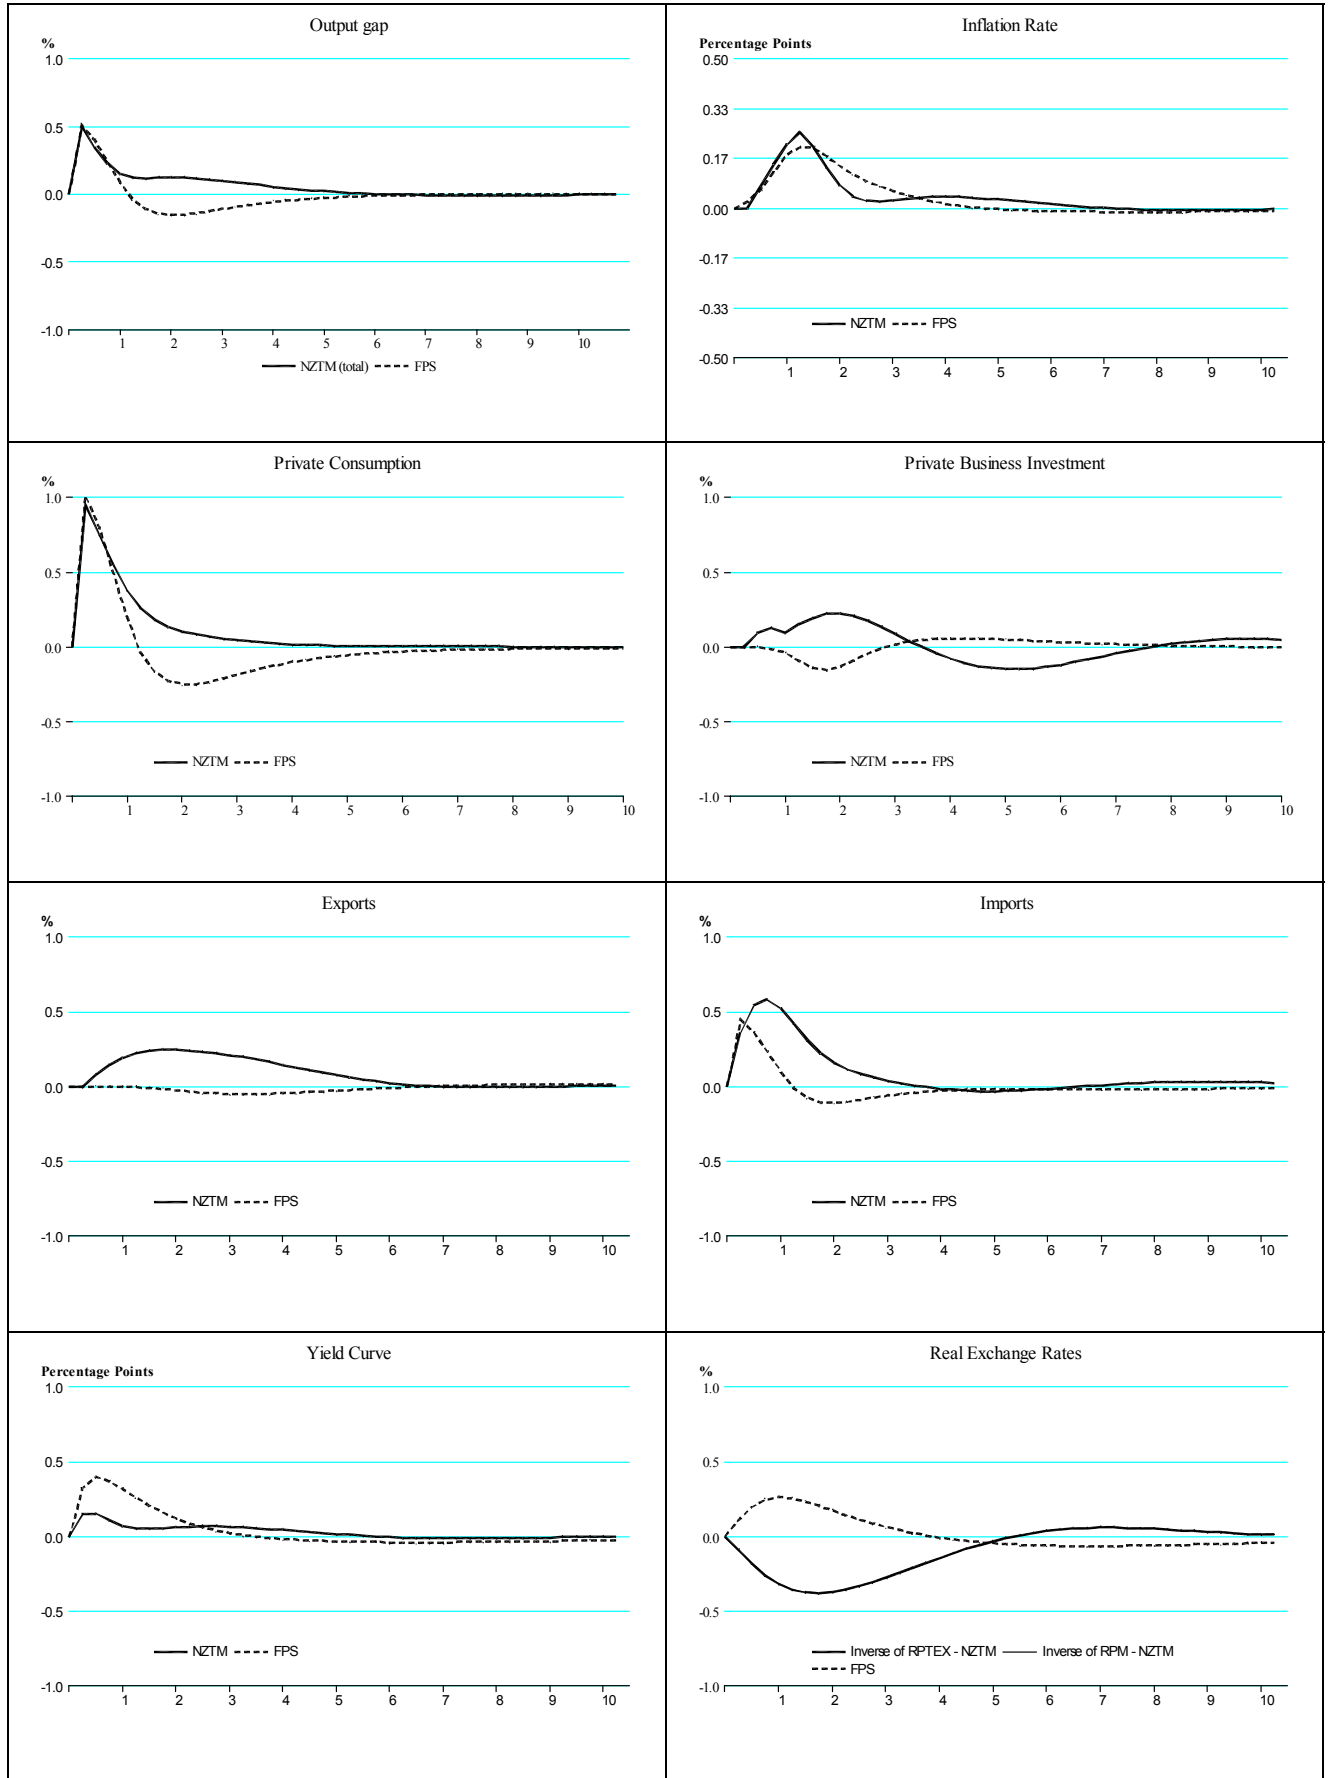 Output gap
%
1.0
0.5
0.0
-0.5
-1.0
1 2 3 4 5 6 7 8 9 10
NZTM (total) FPS
Inflation Rate
Percentage Points
0.50
0.33
0.17
0.00
-0.17
-0.33
NZTM FPS
-0.50
1 2 3 4 5 6 7 8 9 10
Private Consumption
%
1.0
0.5
0.0
-0.5
NZTM FPS
-1.0
1 2 3 4 5 6 7 8 9 10
Private Business Investment
%
1.0
0.5
0.0
-0.5
NZTM FPS
-1.0
1 2 3 4 5 6 7 8 9 10
Exports
%
1.0
0.5
0.0
-0.5
NZTM FPS
-1.0
1 2 3 4 5 6 7 8 9 10
Imports
%
1.0
0.5
0.0
-0.5
NZTM FPS
-1.0
1 2 3 4 5 6 7 8 9 10
Yield Curve
Percentage Points
1.0
0.5
0.0
-0.5
NZTM FPS
-1.0
1 2 3 4 5 6 7 8 9 10
Real Exchange Rates
%
1.0
0.5
0.0
-0.5
Inverse of RPTEX - NZTM Inverse of RPM - NZTM
FPS
-1.0
1 2 3 4 5 6 7 8 9 10